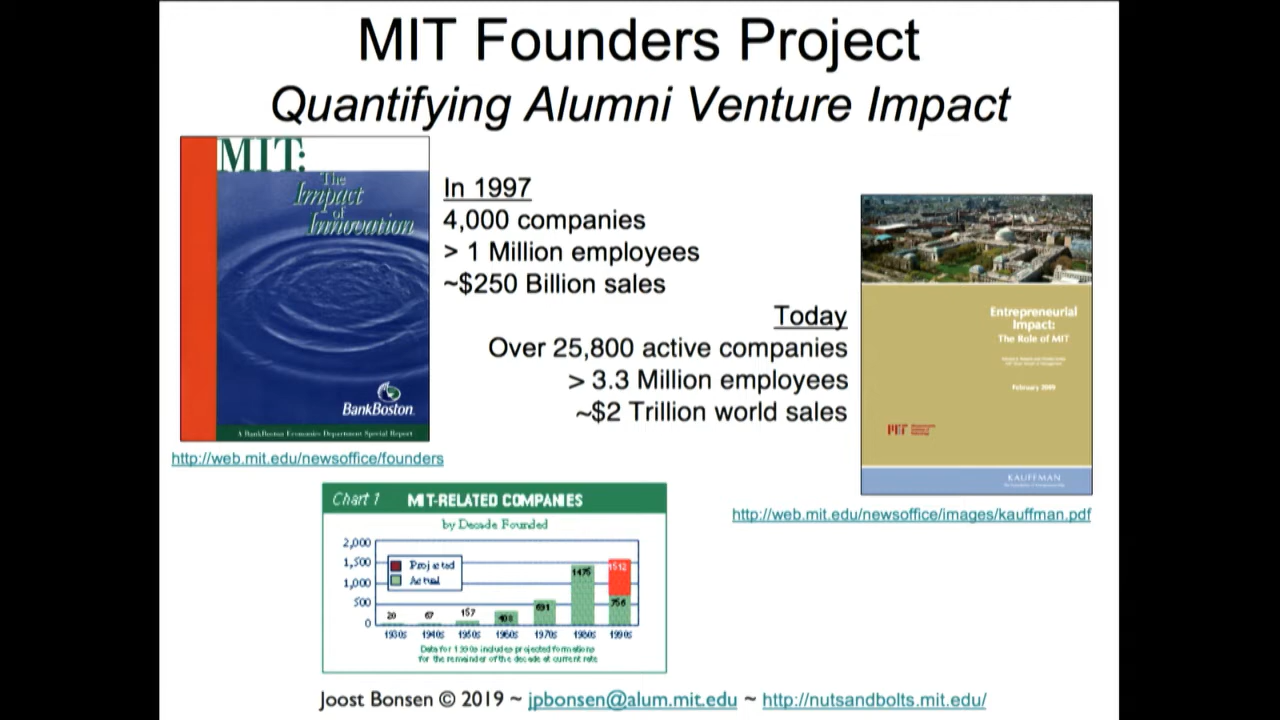 MIT Founders Project
Quantifying Alumni Venture Impact
MIT:
The
Impact
of
Innovation
BankBoston
A BankBoston Economics Department Special Report
http://web.mit.edu/newsoffice/founders
In 1997
4,000 companies
> 1 Million employees
~$250 Billion sales
Today
Over 25,800 active companies
> 3.3 Million employees
~$2 Trillion world sales
Entrepreneurial
Impact:
The Role of MIT
February 2009
MIT
KAUFFMAN
http://web.mit.edu/newsoffice/images/kauffman.pdf
Chart 1 MIT-RELATED COMPANIES
by Decade Founded
2,000
1,500
1,000
500
0
Projected
Actual
20
67
157
408
691
1475
1512
756
1930s 1940s 1950s 1960s 1970s 1980s 1990s
Data for 1990s includes projected formations
for the remainder of the decade at current rate
Joost Bonsen © 2019 ~ jpbonsen@alum.mit.edu ~ http://nutsandbolts.mit.edu/